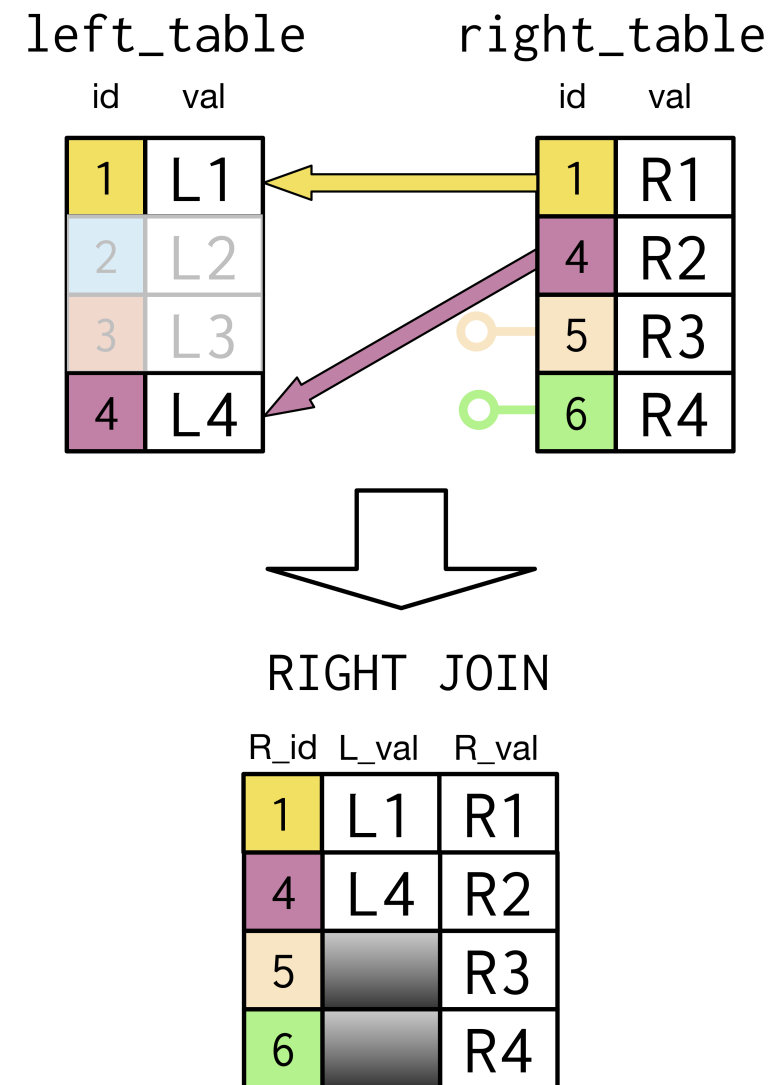 left_table right_table
id val id val
1 L1 1 R1
2 L2 4 R2
3 L3 5 R3
4 L4 6 R4
RIGHT JOIN
R_id L_val R_val
1 L1 R1
4 L4 R2
5 R3
6 R4